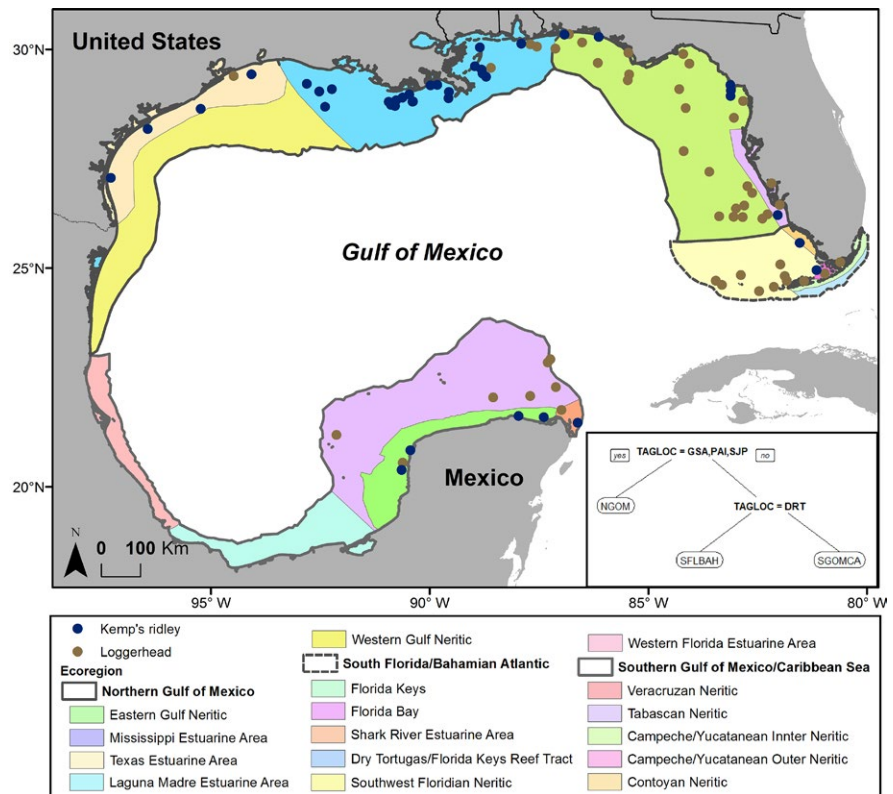 30°N
United States
Gulf of Mexico
25°N
20°N
Mexico
N
0 100 Km
yes
TAGLOC = GSA,PAI,SJP
no
NGOM
TAGLOC = DRT
SFLBAH
SGOMCA
95°W
90°W
85°W
80°W
Kemp's ridley
Loggerhead
Ecoregion
Northern Gulf of Mexico
Eastern Gulf Neritic
Mississippi Estuarine Area
Texas Estuarine Area
Laguna Madre Estuarine Area
Western Gulf Neritic
South Florida/Bahamian Atlantic
Florida Keys
Florida Bay
Shark River Estuarine Area
Dry Tortugas/Florida Keys Reef Tract
Southwest Floridian Neritic
Western Florida Estuarine Area
Southern Gulf of Mexico/Caribbean Sea
Veracruzan Neritic
Tabascan Neritic
Campeche/Yucatanean Innter Neritic
Campeche/Yucatanean Outer Neritic
Contoyan Neritic